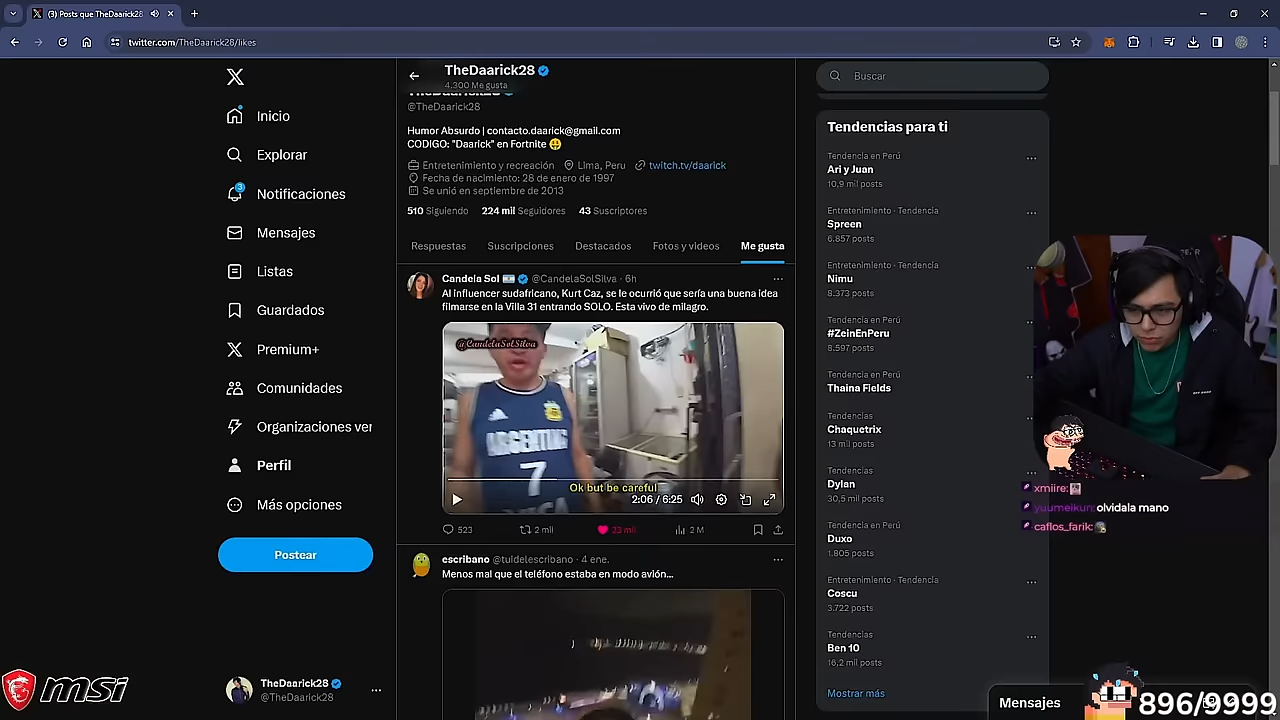 (3) Posts que TheDaarick28
twitter.com/TheDaarick28/likes
Inicio
Explorar
3
Notificaciones
Mensajes
Listas
Guardados
Premium+
Comunidades
Organizaciones ver
Perfil
Más opciones
Postear
TheDaarick28
@TheDaarick28
msi
TheDaarick28
4.300 Me gusta
TheDaarick28
@TheDaarick28
Humor Absurdo | contacto.daarick@gmail.com
CODIGO: "Daarick" en Fortnite
Entretenimiento y recreación Lima, Peru twitch.tv/daarick
Fecha de nacimiento: 28 de enero de 1997
Se unió en septiembre de 2013
510 Siguiendo 224 mil Seguidores 43 Suscriptores
Respuestas Suscripciones Destacados Fotos y videos Me gusta
Candela Sol @CandelaSolSilva · 6h
Al influencer sudafricano, Kurt Caz, se le ocurrió que sería una buena idea
filmarse en la Villa 31 entrando SOLO. Esta vivo de milagro.
@CandelaSolSilva
ARGENTINA
7
Ok but be careful
2:06 / 6:25
523 2 mil 23 mil 2 M
escribano @tuldelescribano · 4 ene.
Menos mal que el teléfono estaba en modo avión...
Buscar
Tendencias para ti
Tendencia en Perú
Ari y Juan
10,9 mil posts
Entretenimiento · Tendencia
Spreen
6.857 posts
Entretenimiento · Tendencia
Nimu
8.373 posts
Tendencia en Perú
#ZeinEnPeru
8.597 posts
Tendencia en Perú
Thaina Fields
Tendencias
Chaquetrix
13 mil posts
Tendencias
Dylan
30,5 mil posts
Tendencia en Perú
Duxo
1.805 posts
Entretenimiento · Tendencia
Coscu
3.722 posts
Tendencias
Ben 10
16,2 mil posts
Mostrar más
xmiire:
yuumeikun: olvidala mano
caflos_farik:
Mensajes
896/9999